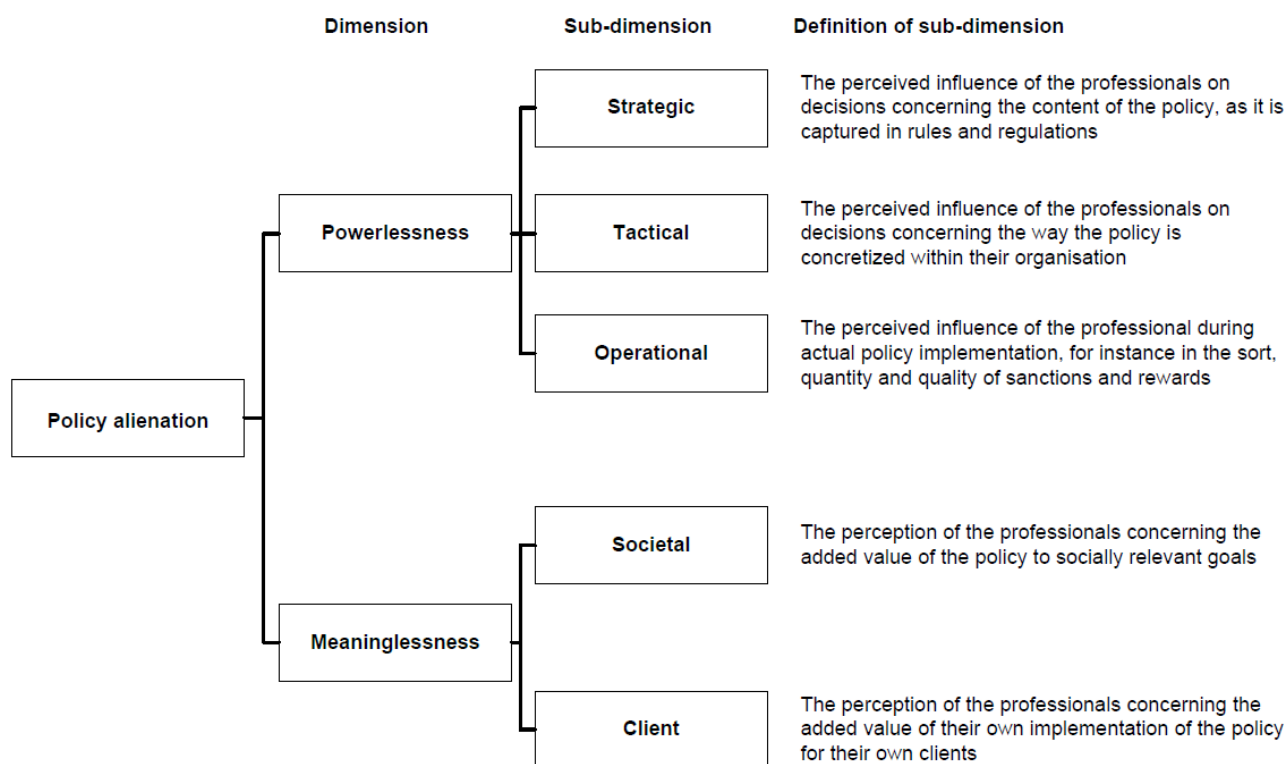 Dimension
Sub-dimension
Definition of sub-dimension
Strategic
The perceived influence of the professionals on
decisions concerning the content of the policy, as it is
captured in rules and regulations
Powerlessness
Tactical
The perceived influence of the professionals on
decisions concerning the way the policy is
concretized within their organisation
Operational
The perceived influence of the professional during
actual policy implementation, for instance in the sort,
quantity and quality of sanctions and rewards
Policy alienation
Societal
The perception of the professionals concerning the
added value of the policy to socially relevant goals
Meaninglessness
Client
The perception of the professionals concerning the
added value of their own implementation of the policy
for their own clients